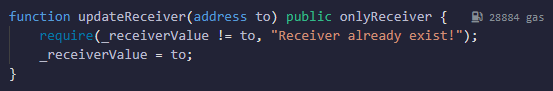 function updateReceiver(address to) public onlyReceiver { 28884 gas
    require(_receiverValue != to, "Receiver already exist!");
    _receiverValue = to;
}